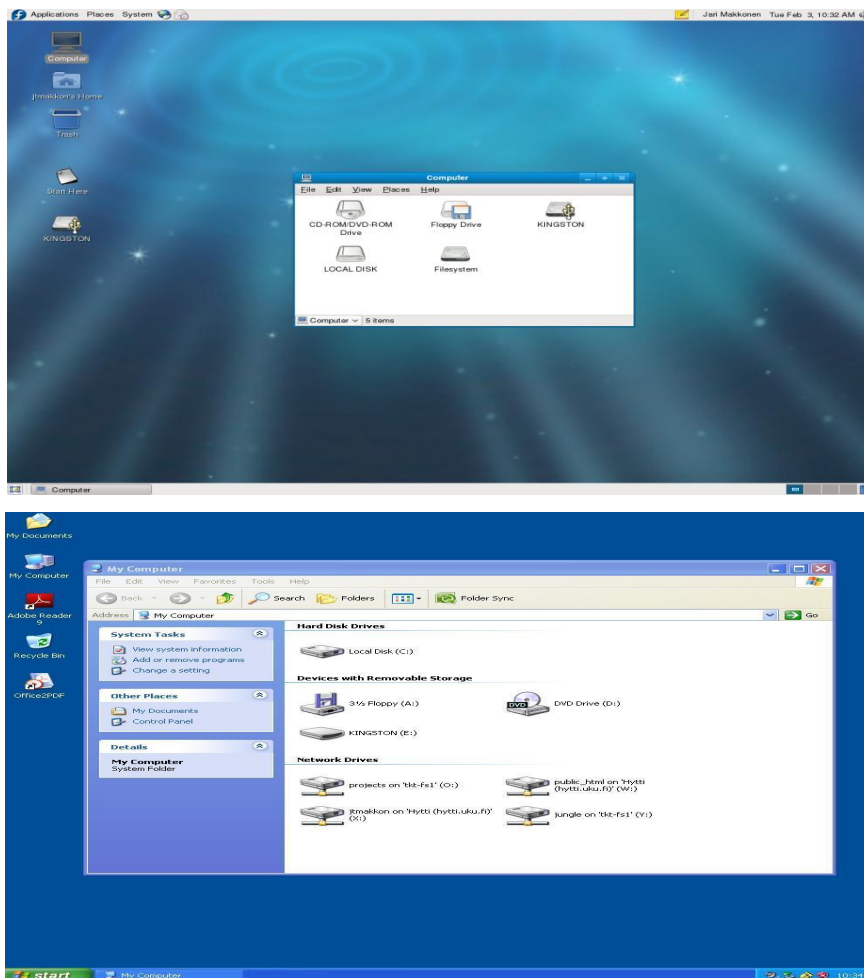 Applications Places System
Jari Makkonen Tue Feb 3, 10:32 AM
Computer
jtmakkon's Home
Trash
Start Here
KINGSTON
Computer
File Edit View Places Help
CD-ROM/DVD-ROM Drive
Floppy Drive
KINGSTON
LOCAL DISK
Filesystem
Computer 5 items
Computer
My Documents
My Computer
Adobe Reader 9
Recycle Bin
Office2PDF
My Computer
File Edit View Favorites Tools Help
Back Search Folders Folder Sync
Address My Computer Go
System Tasks
View system information
Add or remove programs
Change a setting
Other Places
My Documents
Control Panel
Details
My Computer
System Folder
Hard Disk Drives
Local Disk (C:)
Devices with Removable Storage
3½ Floppy (A:)
DVD
DVD Drive (D:)
KINGSTON (E:)
Network Drives
projects on 'tkt-fs1' (O:)
public_html on 'Hytti
(hytti.uku.fi)' (W:)
jtmakkon on 'Hytti (hytti.uku.fi)'
(X:)
jungle on 'tkt-fs1' (Y:)
start My Computer 10:34